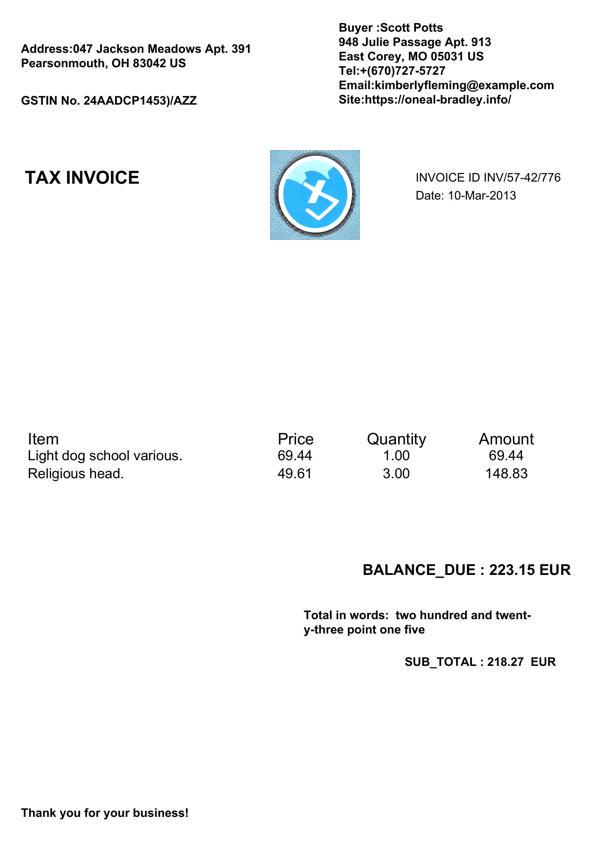 Address:047 Jackson Meadows Apt. 391
Pearsonmouth, OH 83042 US
GSTIN No. 24AADCP1453)/AZZ
Buyer :Scott Potts
948 Julie Passage Apt. 913
East Corey, MO 05031 US
Tel:+(670)727-5727
Email:kimberlyfleming@example.com
Site:https://oneal-bradley.info/
TAX INVOICE
INVOICE ID INV/57-42/776
Date: 10-Mar-2013
Item Price Quantity Amount
Light dog school various. 69.44 1.00 69.44
Religious head. 49.61 3.00 148.83
BALANCE_DUE : 223.15 EUR
Total in words:  two hundred and twent-
y-three point one five
SUB_TOTAL : 218.27  EUR
Thank you for your business!